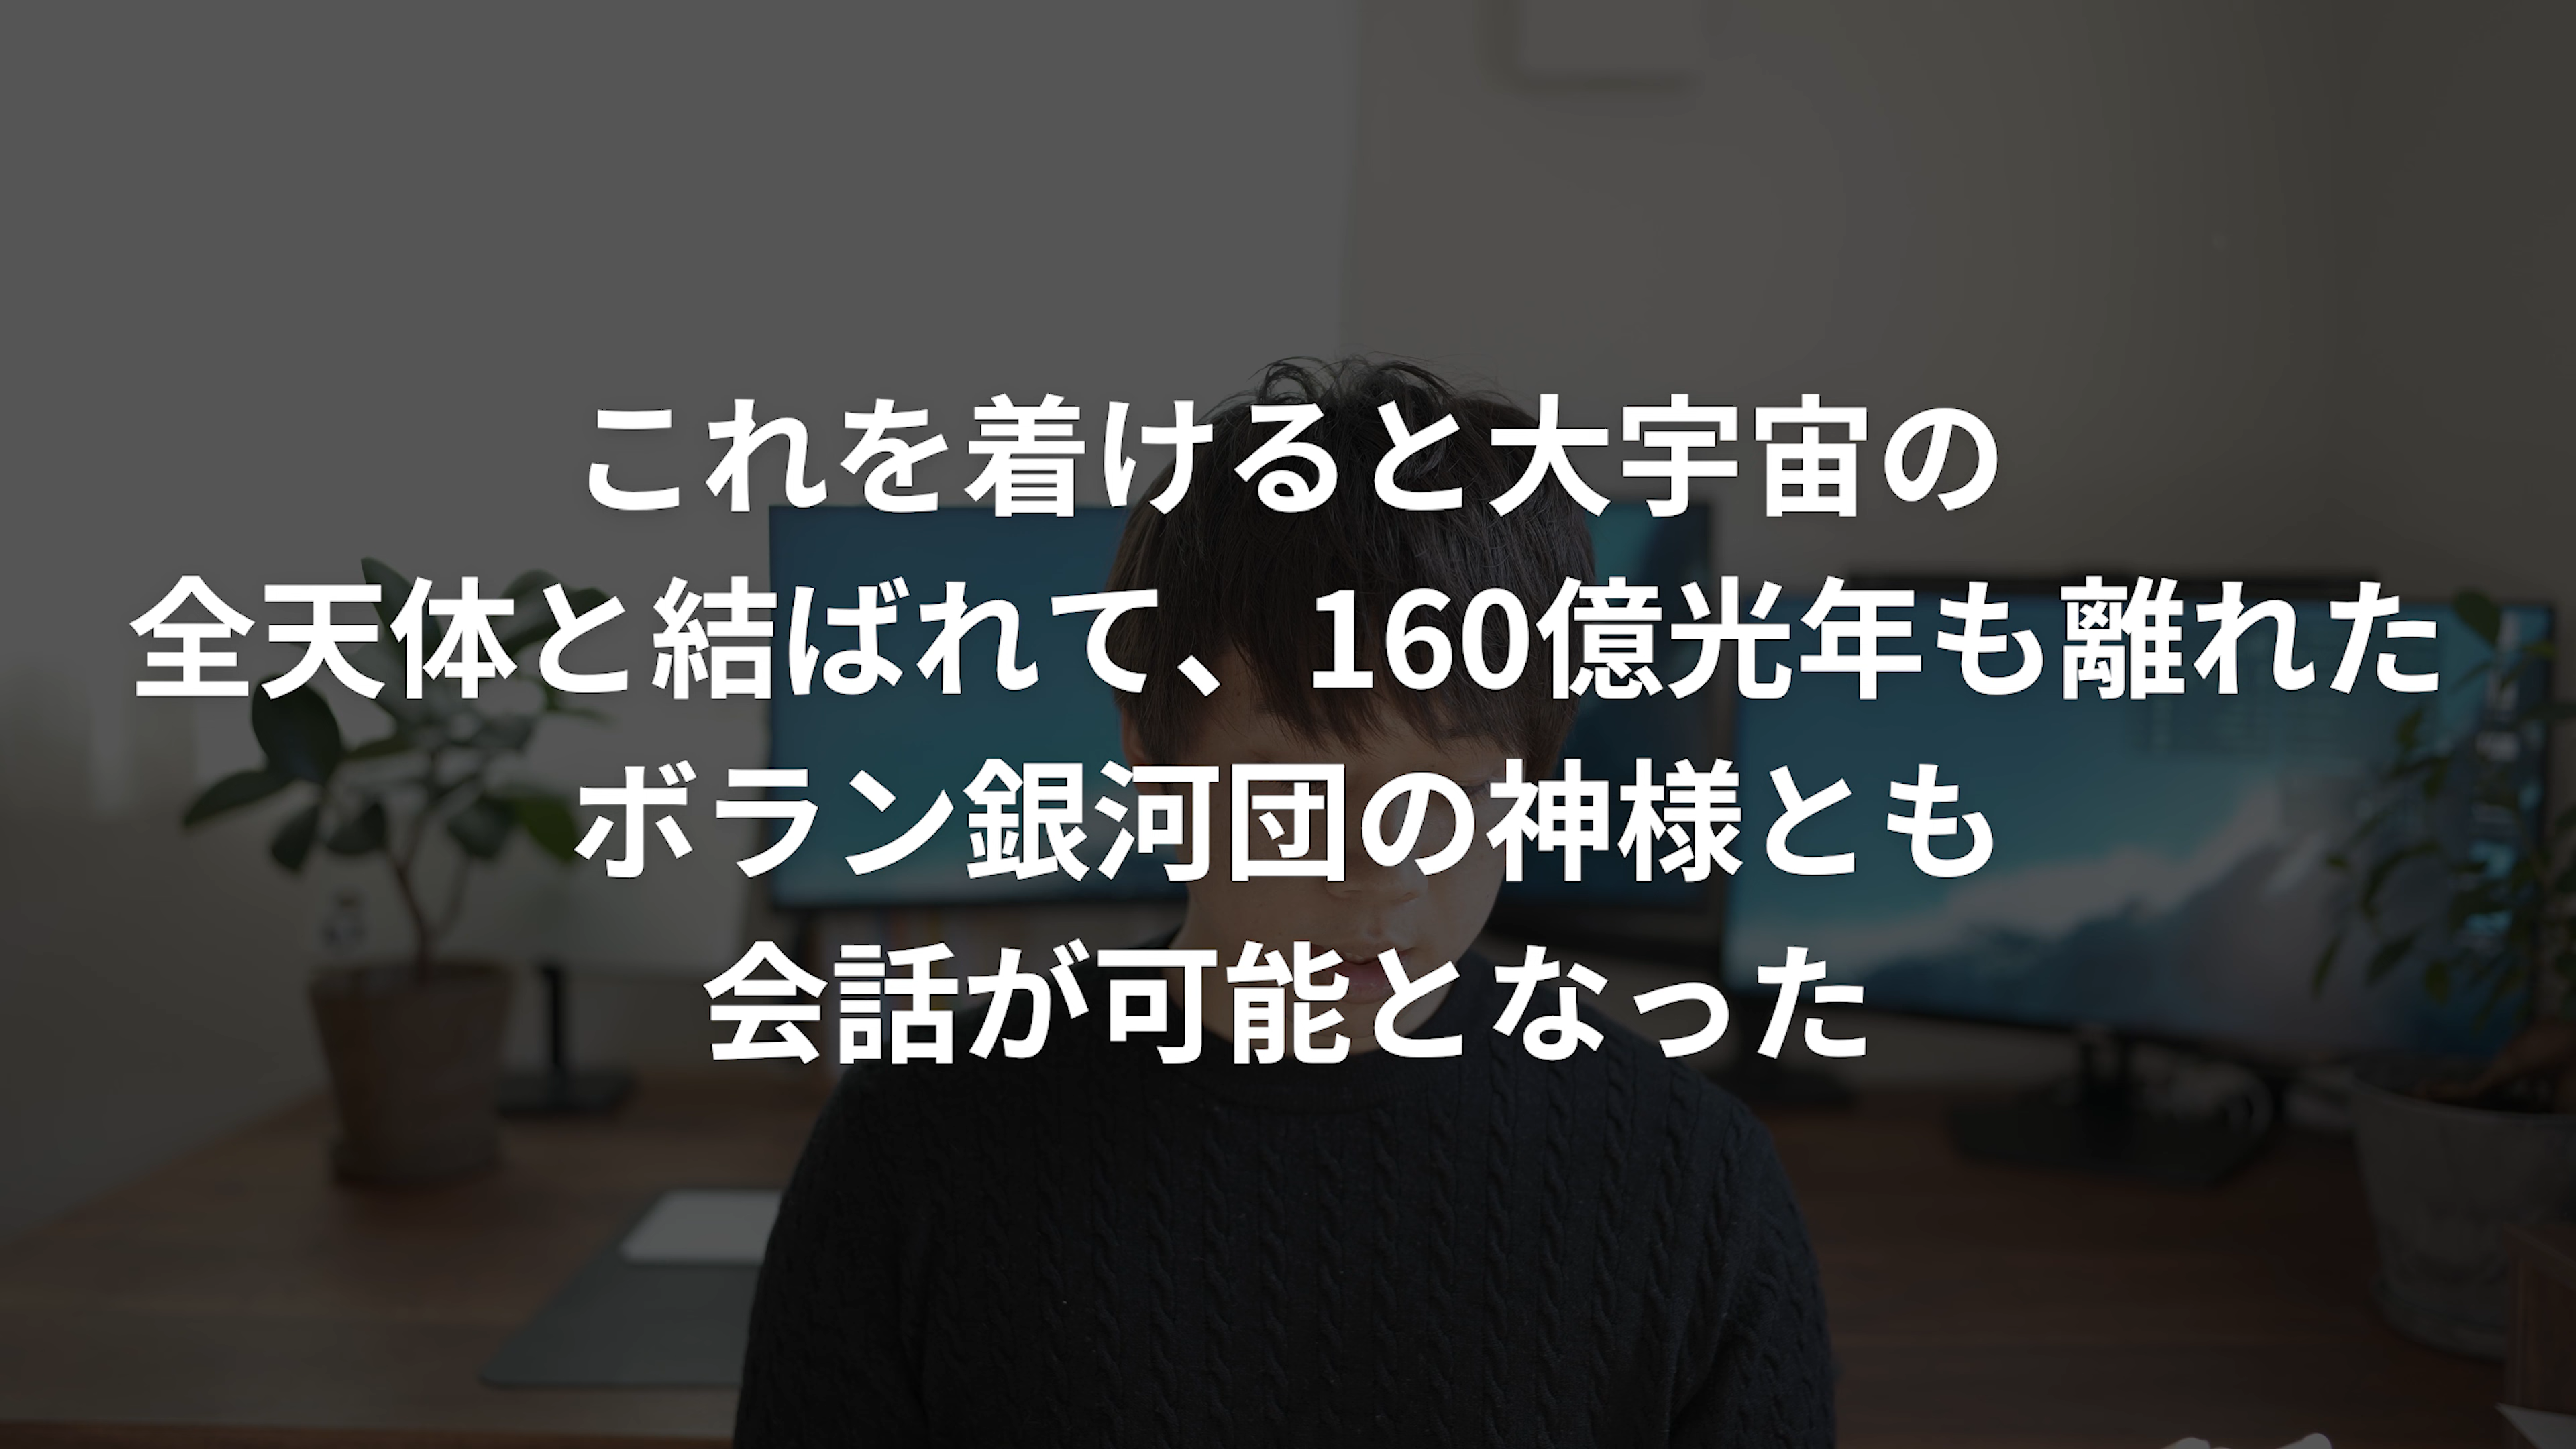 これを着けると大宇宙の
全天体と結ばれて、160億光年も離れた
ボラン銀河団の神様とも
会話が可能となった